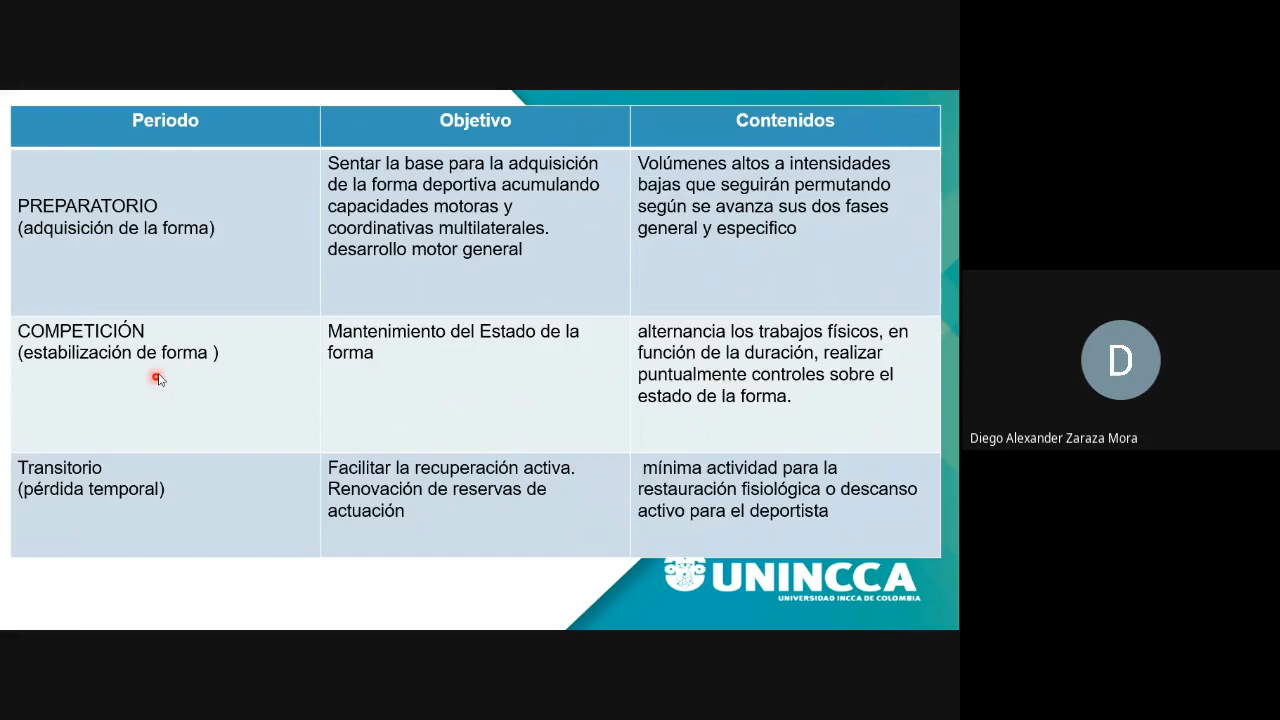 Periodo
Objetivo
Contenidos
PREPARATORIO
(adquisición de la forma)
Sentar la base para la adquisición
de la forma deportiva acumulando
capacidades motoras y
coordinativas multilaterales.
desarrollo motor general
Volúmenes altos a intensidades
bajas que seguirán permutando
según se avanza sus dos fases
general y especifico
COMPETICIÓN
(estabilización de forma )
Mantenimiento del Estado de la
forma
alternancia los trabajos físicos, en
función de la duración, realizar
puntualmente controles sobre el
estado de la forma.
Transitorio
(pérdida temporal)
Facilitar la recuperación activa.
Renovación de reservas de
actuación
mínima actividad para la
restauración fisiológica o descanso
activo para el deportista
UNINCCA
UNIVERSIDAD INCCA DE COLOMBIA
D
Diego Alexander Zaraza Mora